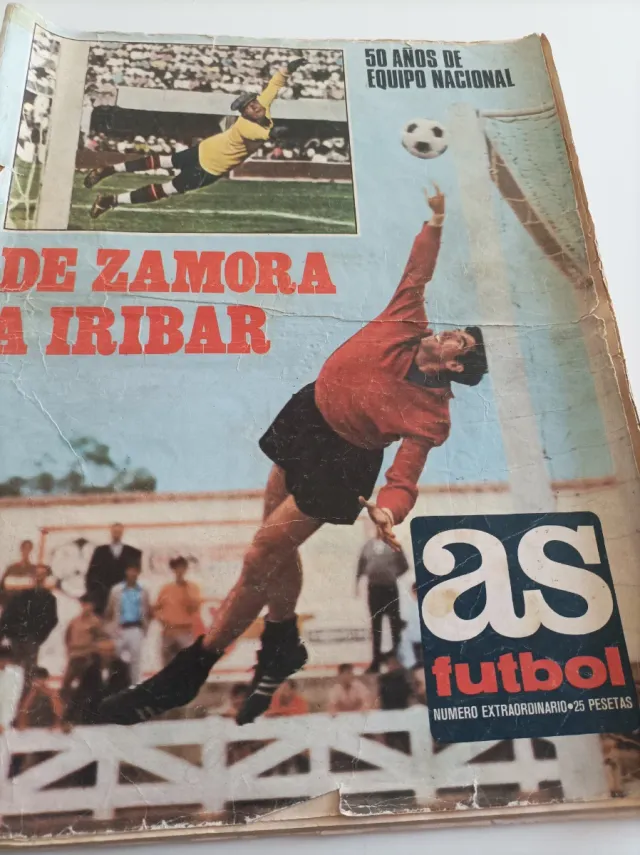 50 AÑOS DE
EQUIPO NACIONAL
DE ZAMORA
A IRIBAR
as
futbol
NUMERO EXTRAORDINARIO•25 PESETAS